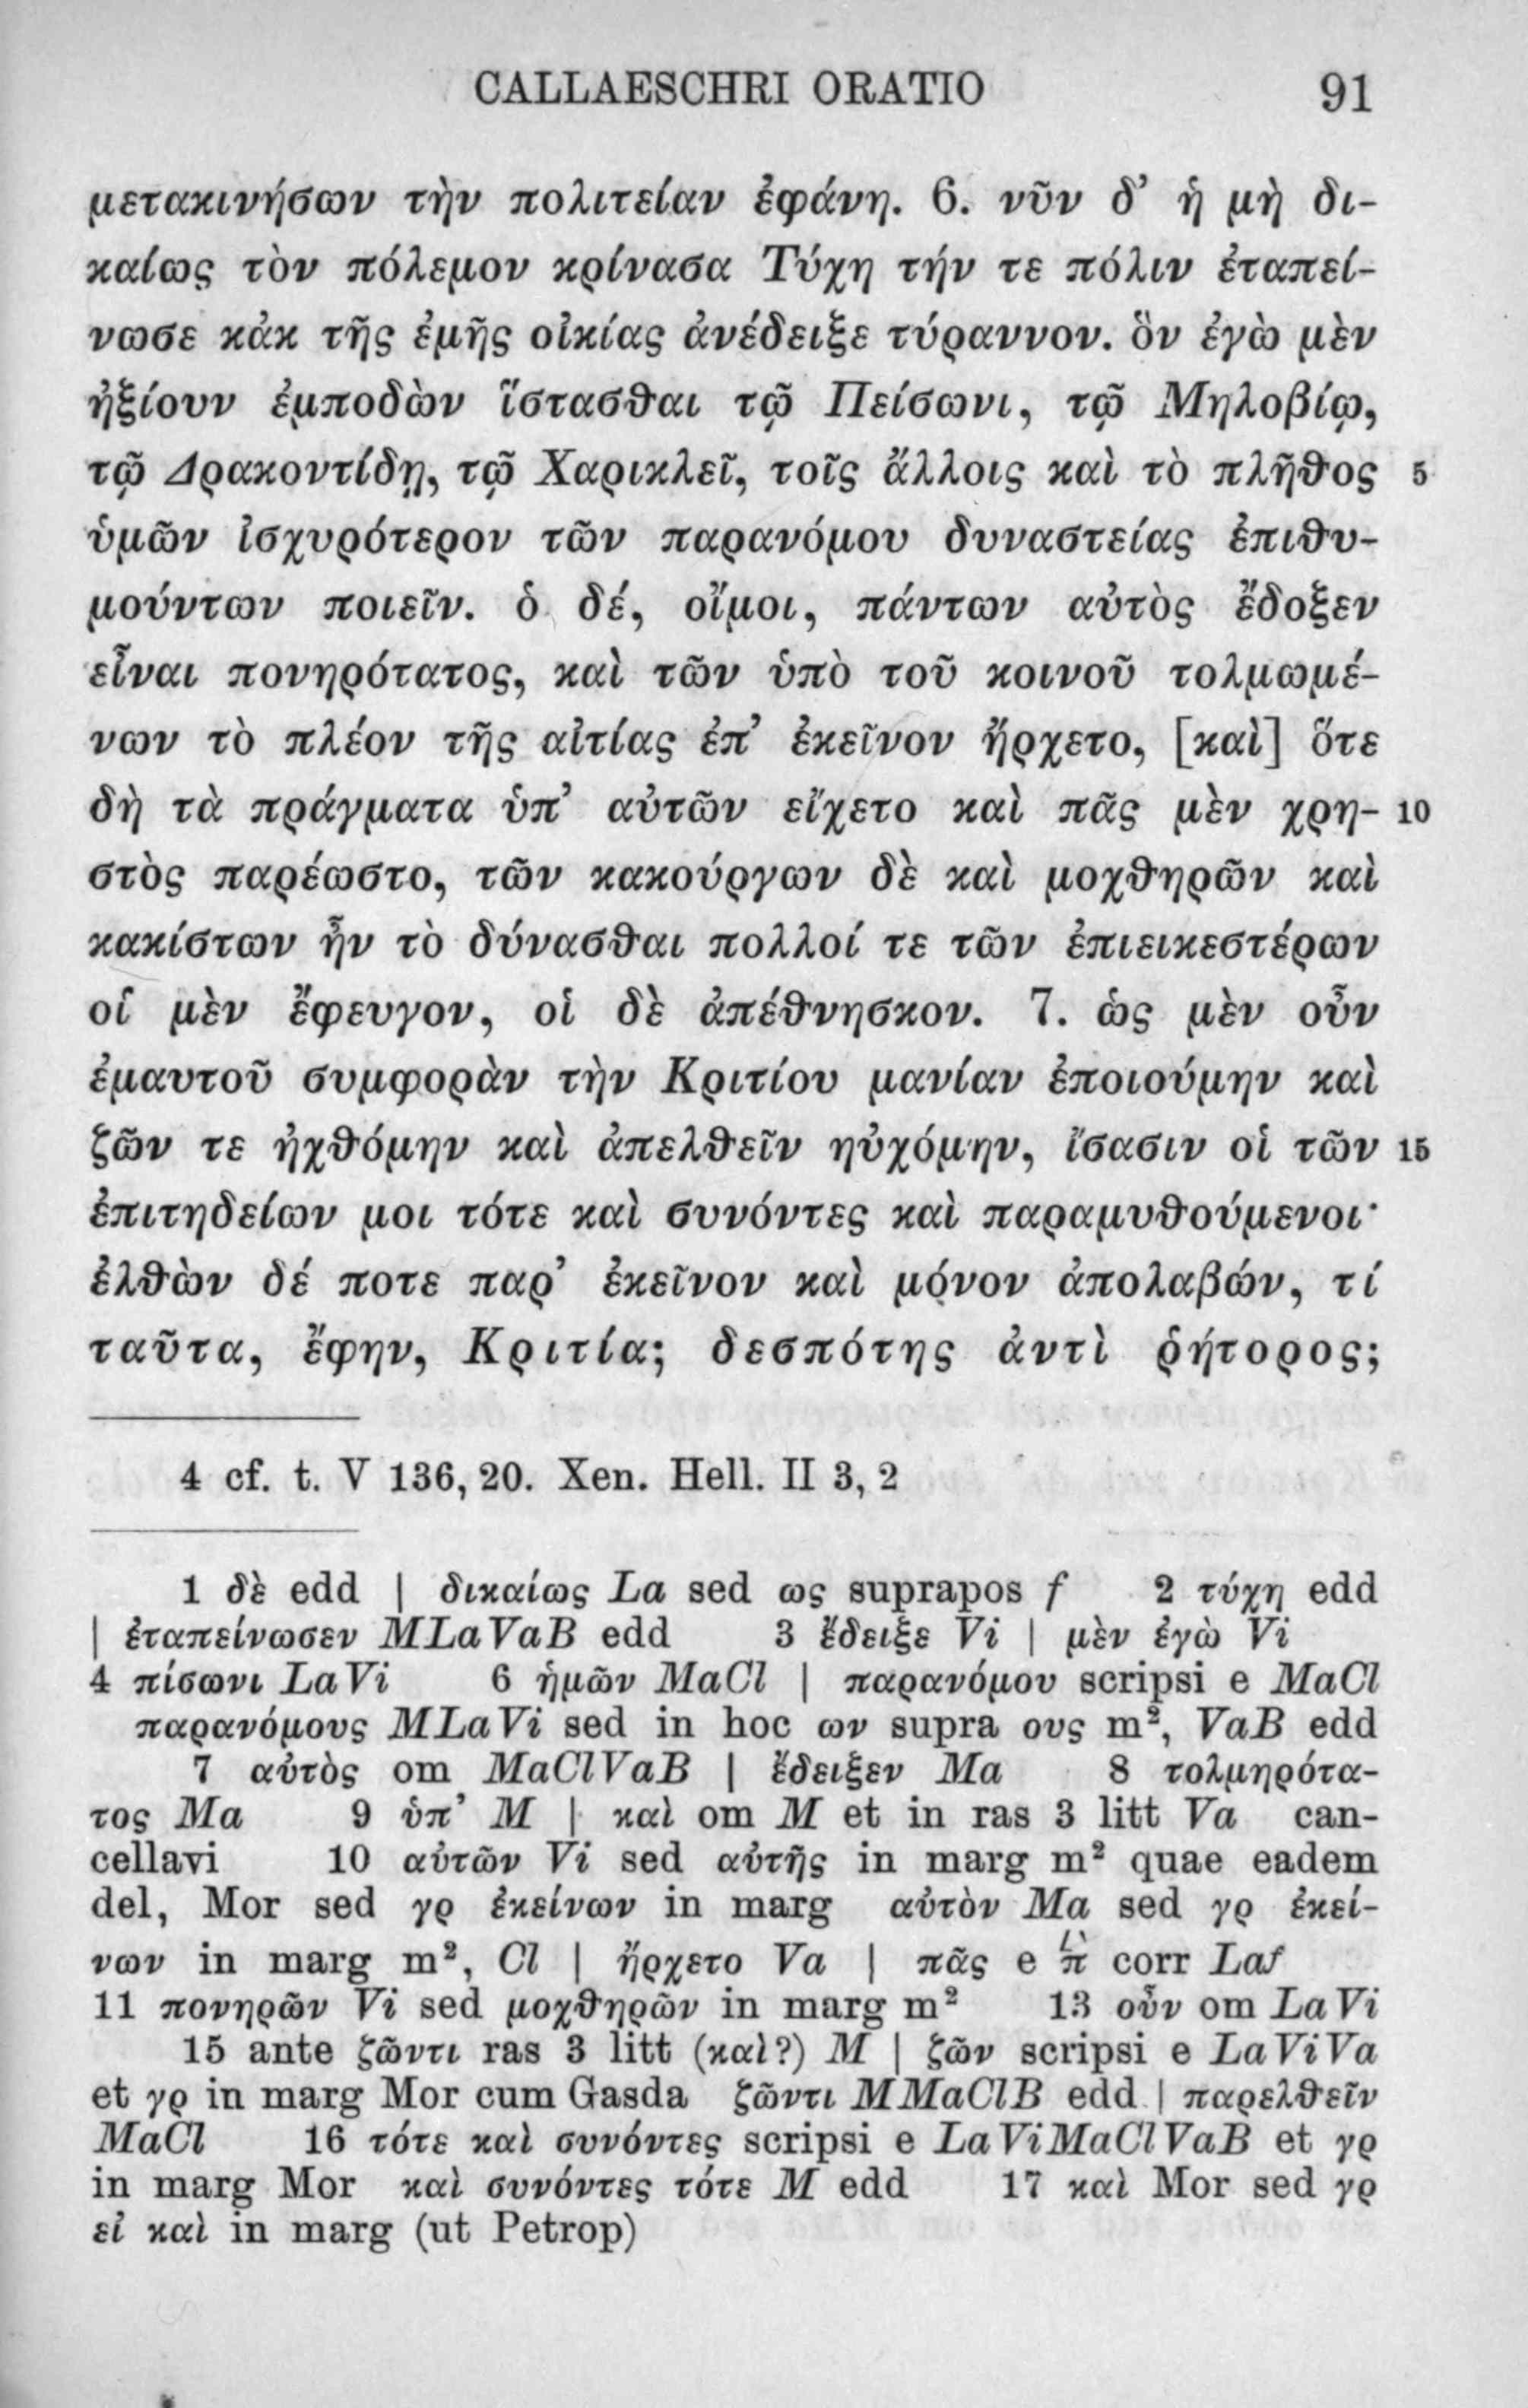 CALLAESCHRI ORATIO 91
μετακινήσων τὴν πολιτείαν ἐφάνη. 6. νῦν δ’ ἡ μὴ δι-
καίως τὸν πόλεμον κρίνασα Τύχη τήν τε πόλιν ἐταπεί-
νωσε κἀκ τῆς ἐμῆς οἰκίας ἀνέδειξε τύραννον. ὃν ἐγὼ μὲν
ἠξίουν ἐμποδὼν ἵστασθαι τῷ Πείσωνι, τῷ Μηλοβίῳ,
τῷ Δρακοντίδῃ, τῷ Χαρικλεῖ, τοῖς ἄλλοις καὶ τὸ πλῆθος 5
ὑμῶν ἰσχυρότερον τῶν παρανόμου δυναστείας ἐπιθυ-
μούντων ποιεῖν. ὁ δέ, οἴμοι, πάντων αὐτὸς ἔδοξεν
εἶναι πονηρότατος, καὶ τῶν ὑπὸ τοῦ κοινοῦ τολμωμέ-
νων τὸ πλέον τῆς αἰτίας ἐπ’ ἐκεῖνον ἤρχετο, [καὶ] ὅτε
δὴ τὰ πράγματα ὑπ’ αὐτῶν εἴχετο καὶ πᾶς μὲν χρη- 10
στὸς παρέωστο, τῶν κακούργων δὲ καὶ μοχθηρῶν καὶ
κακίστων ἦν τὸ δύνασθαι πολλοί τε τῶν ἐπιεικεστέρων
οἱ μὲν ἔφευγον, οἱ δὲ ἀπέθνησκον. 7. ὡς μὲν οὖν
ἐμαυτοῦ συμφορὰν τὴν Κριτίου μανίαν ἐποιούμην καὶ
ζῶν τε ἠχθόμην καὶ ἀπελθεῖν ηὐχόμην, ἴσασιν οἱ τῶν 15
ἐπιτηδείων μοι τότε καὶ συνόντες καὶ παραμυθούμενοι·
ἐλθὼν δέ ποτε παρ’ ἐκεῖνον καὶ μόνον ἀπολαβών, τί
ταῦτα, ἔφην, Κριτία; δεσπότης ἀντὶ ῥήτορος;
4 cf. t. V 136, 20. Xen. Hell. II 3, 2
1 δὲ edd | δικαίως La sed ως suprapos f 2 τύχη edd
| ἐταπείνωσεν MLaVaB edd 3 ἔδειξε Vi | μὲν ἐγὼ Vi
4 πίσωνι LaVi 6 ἡμῶν MaCl | παρανόμου scripsi e MaCl
παρανόμους MLaVi sed in hoc ων supra ους m², VaB edd
7 αὐτὸς om MaClVaB | ἔδειξεν Ma 8 τολμηρότα-
τος Ma 9 ὑπ’ M | καὶ om M et in ras 3 litt Va can-
cellavi 10 αὐτῶν Vi sed αὐτῆς in marg m² quae eadem
del, Mor sed γρ ἐκείνων in marg αὐτὸν Ma sed γρ ἐκεί-
νων in marg m², Cl | ἤρχετο Va | πᾶς e π corr Laf
11 πονηρῶν Vi sed μοχθηρῶν in marg m² 13 οὖν om LaVi
15 ante ζῶντι ras 3 litt (καὶ?) M | ζῶν scripsi e LaViVa
et γρ in marg Mor cum Gasda ζῶντι MMaClB edd | παρελθεῖν
MaCl 16 τότε καὶ συνόντες scripsi e LaViMaClVaB et γρ
in marg Mor καὶ συνόντες τότε M edd 17 καὶ Mor sed γρ
εἰ καὶ in marg (ut Petrop)